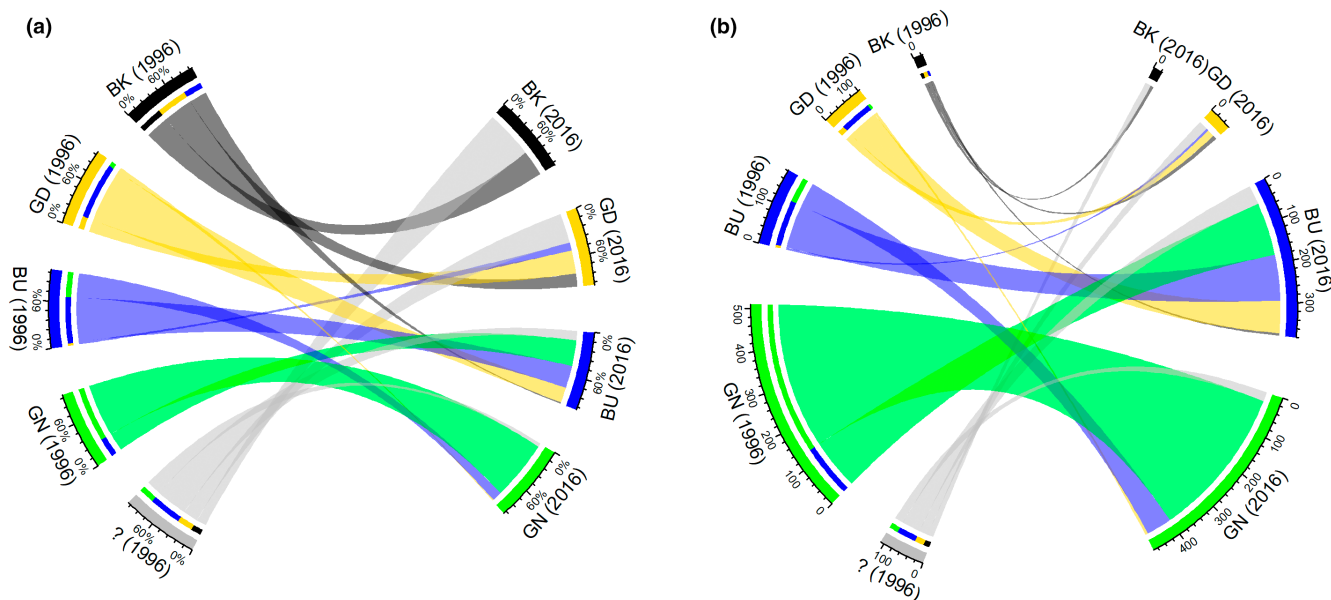 (a)
BK (1996)
0%
60%
GD (1996)
0%
60%
BU (1996)
0%
60%
GN (1996)
0%
60%
? (1996)
0%
60%
BK (2016)
0%
60%
GD (2016)
0%
60%
BU (2016)
0%
60%
GN (2016)
0%
60%
(b)
BK (1996)
0
GD (1996)
0
100
BU (1996)
0
100
GN (1996)
0
100
200
300
400
500
? (1996)
0
100
BK (2016)
0
GD (2016)
0
BU (2016)
0
100
200
300
GN (2016)
0
100
200
300
400